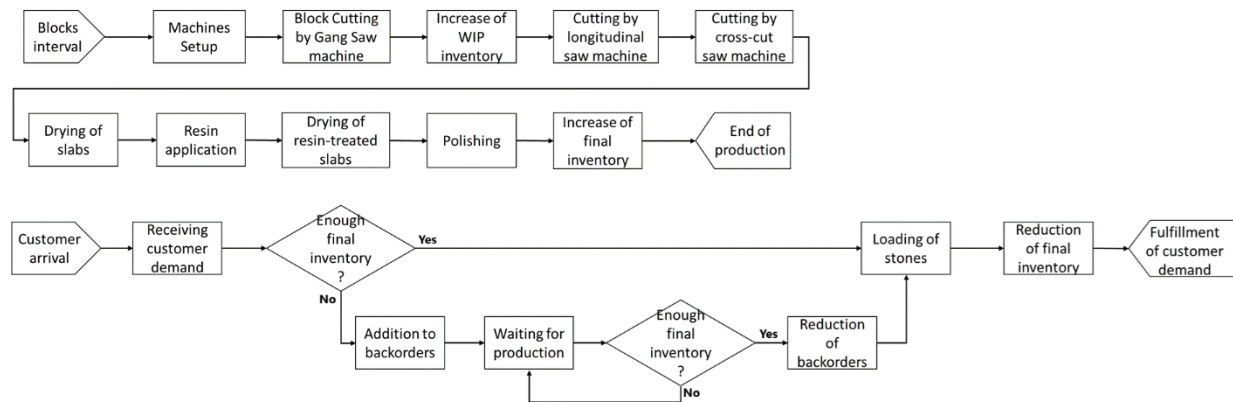 Blocks
interval
Machines
Setup
Block Cutting
by Gang Saw
machine
Increase of
WIP
inventory
Cutting by
longitudinal
saw machine
Cutting by
cross-cut
saw machine
Drying of
slabs
Resin
application
Drying of
resin-treated
slabs
Polishing
Increase of
final
inventory
End of
production
Customer
arrival
Receiving
customer
demand
Enough
final
inventory
?
Yes
No
Addition to
backorders
Waiting for
production
Enough
final
inventory
?
Yes
No
Reduction
of
backorders
Loading of
stones
Reduction
of final
inventory
Fulfillment
of customer
demand